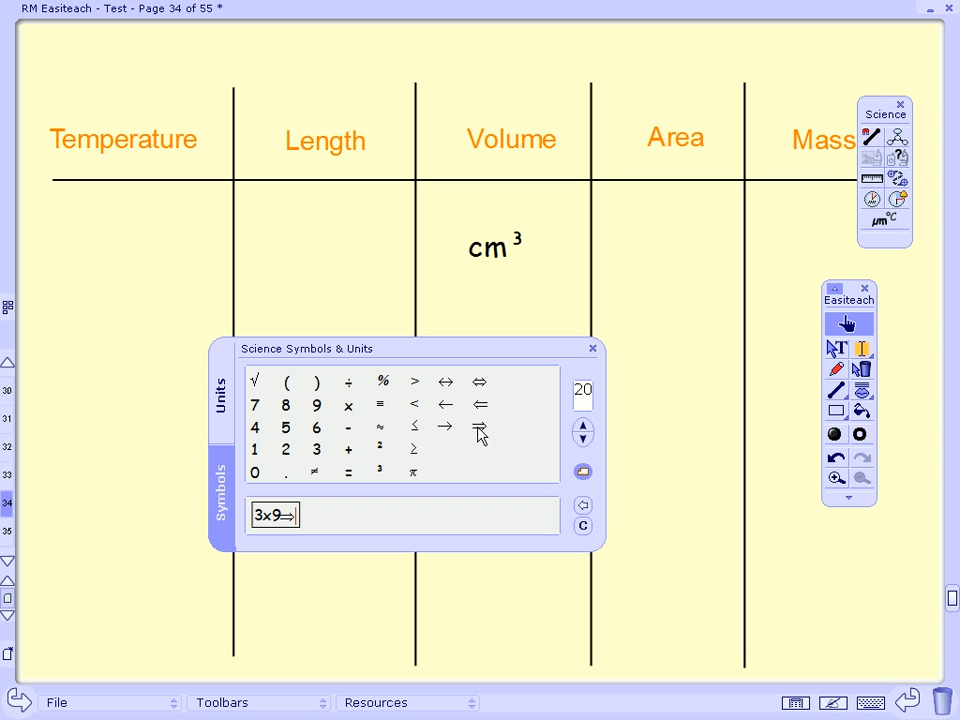 RM Easiteach - Test - Page 34 of 55 *
Temperature Length Volume Area Mass
Science
μm°C
cm³
Easiteach
T
Science Symbols & Units
Units
Symbols
√ ( ) ÷ % > ↔ ⇔
7 8 9 x ≡ < ← ⇐
4 5 6 - ≈ ≤ → ⇒
1 2 3 + ² ≥
0 . ≠ = ³ π
20
3x9⇒
C
30
31
32
33
34
35
File Toolbars Resources